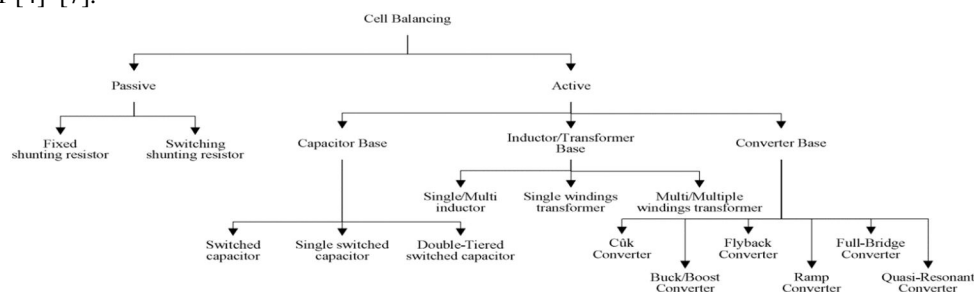 [4]–[7].
Cell Balancing
Passive
Active
Fixed
shunting resistor
Switching
shunting resistor
Capacitor Base
Inductor/Transformer
Base
Converter Base
Single/Multi
inductor
Single windings
transformer
Multi/Multiple
windings transformer
Switched
capacitor
Single switched
capacitor
Double-Tiered
switched capacitor
Cûk
Converter
Buck/Boost
Converter
Flyback
Converter
Ramp
Converter
Full-Bridge
Converter
Quasi-Resonant
Converter